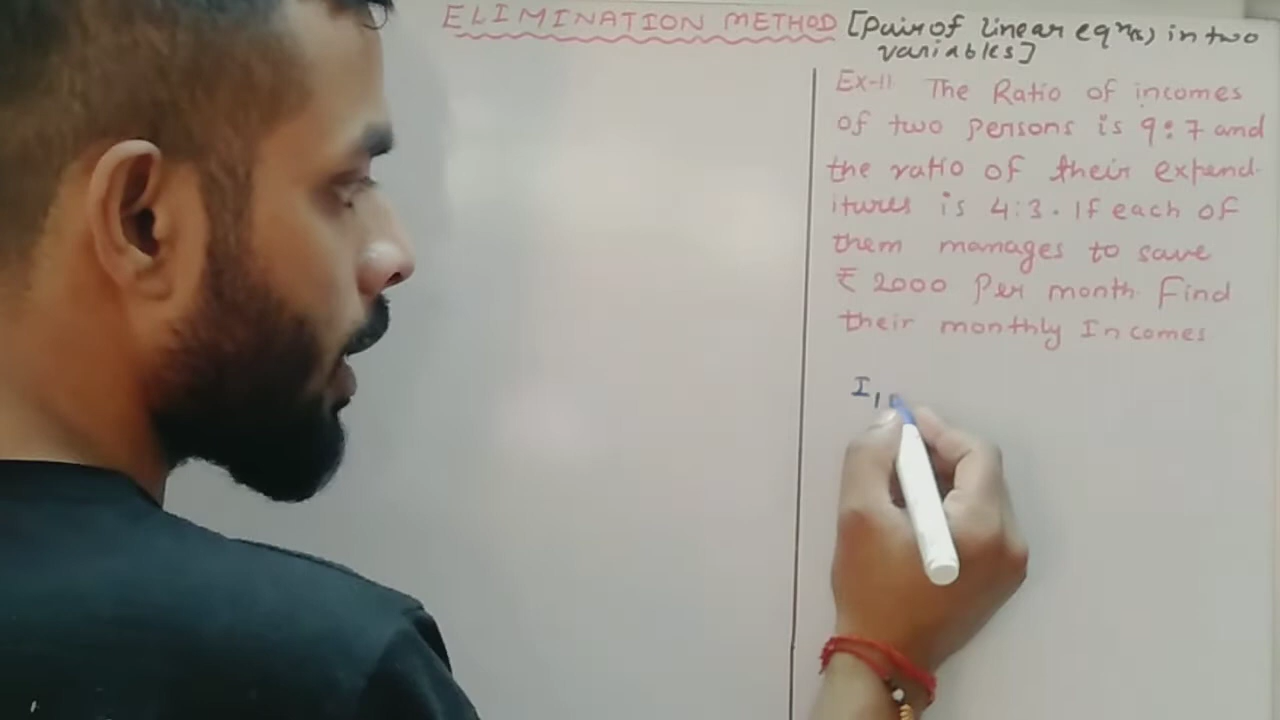 ELIMINATION METHOD [Pair of linear eqn(s) in two
variables]
Ex-11 The Ratio of incomes
of two persons is 9:7 and
the ratio of their expend-
itures is 4:3. If each of
them manages to save
₹ 2000 Per month. Find
their monthly Incomes
I1